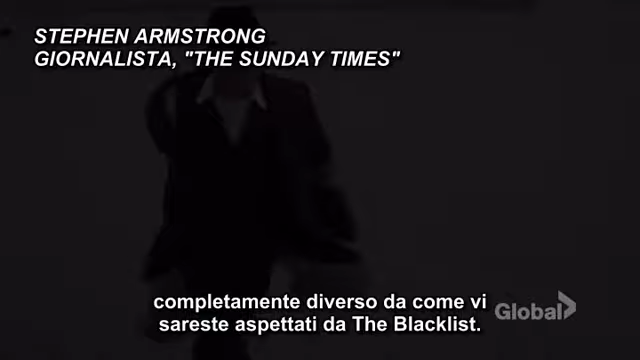 STEPHEN ARMSTRONG
GIORNALISTA, "THE SUNDAY TIMES"
completamente diverso da come vi
sareste aspettati da The Blacklist.
Global